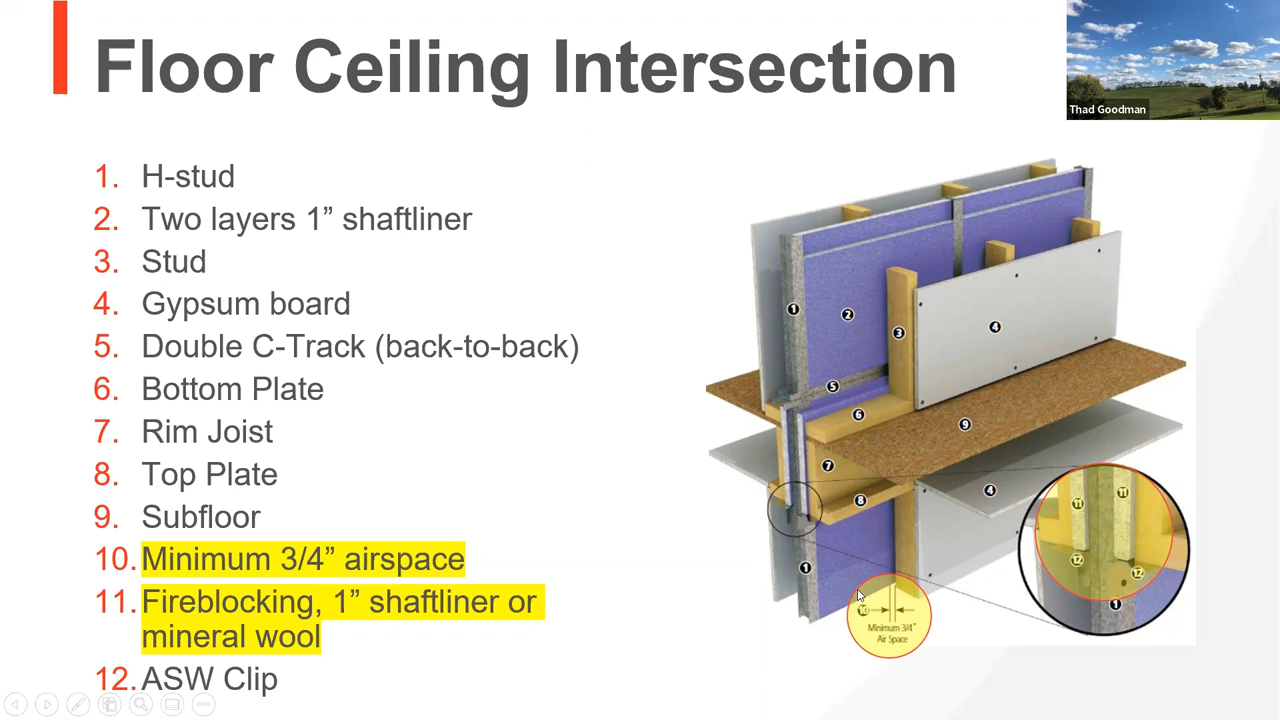 Floor Ceiling Intersection
Thad Goodman
1. H-stud
2. Two layers 1” shaftliner
3. Stud
4. Gypsum board
5. Double C-Track (back-to-back)
6. Bottom Plate
7. Rim Joist
8. Top Plate
9. Subfloor
10. Minimum 3/4” airspace
11. Fireblocking, 1” shaftliner or
mineral wool
12. ASW Clip
1
2
3
4
5
6
9
7
8
4
1
10
Minimum 3/4"
Air Space
11
11
12
12
1